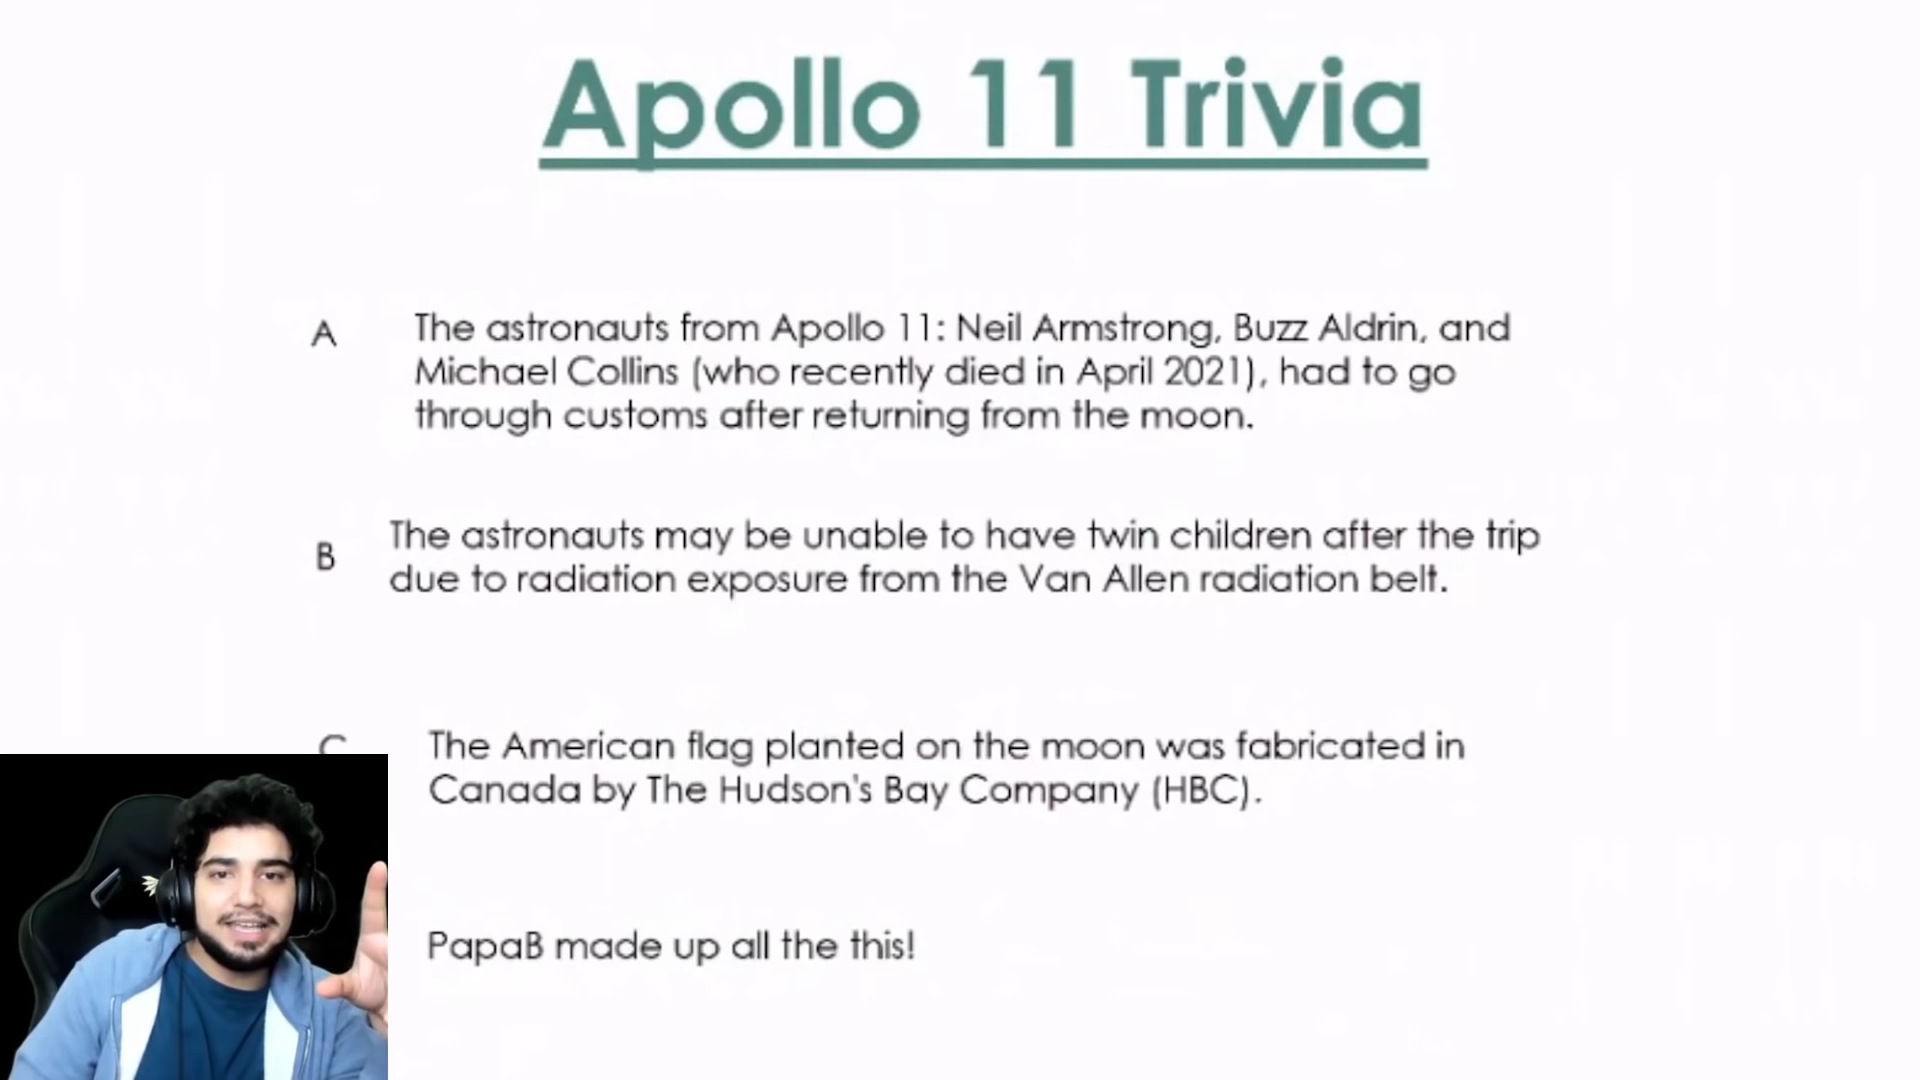 Apollo 11 Trivia
A The astronauts from Apollo 11: Neil Armstrong, Buzz Aldrin, and
Michael Collins (who recently died in April 2021), had to go
through customs after returning from the moon.
B The astronauts may be unable to have twin children after the trip
due to radiation exposure from the Van Allen radiation belt.
C The American flag planted on the moon was fabricated in
Canada by The Hudson's Bay Company (HBC).
PapaB made up all the this!